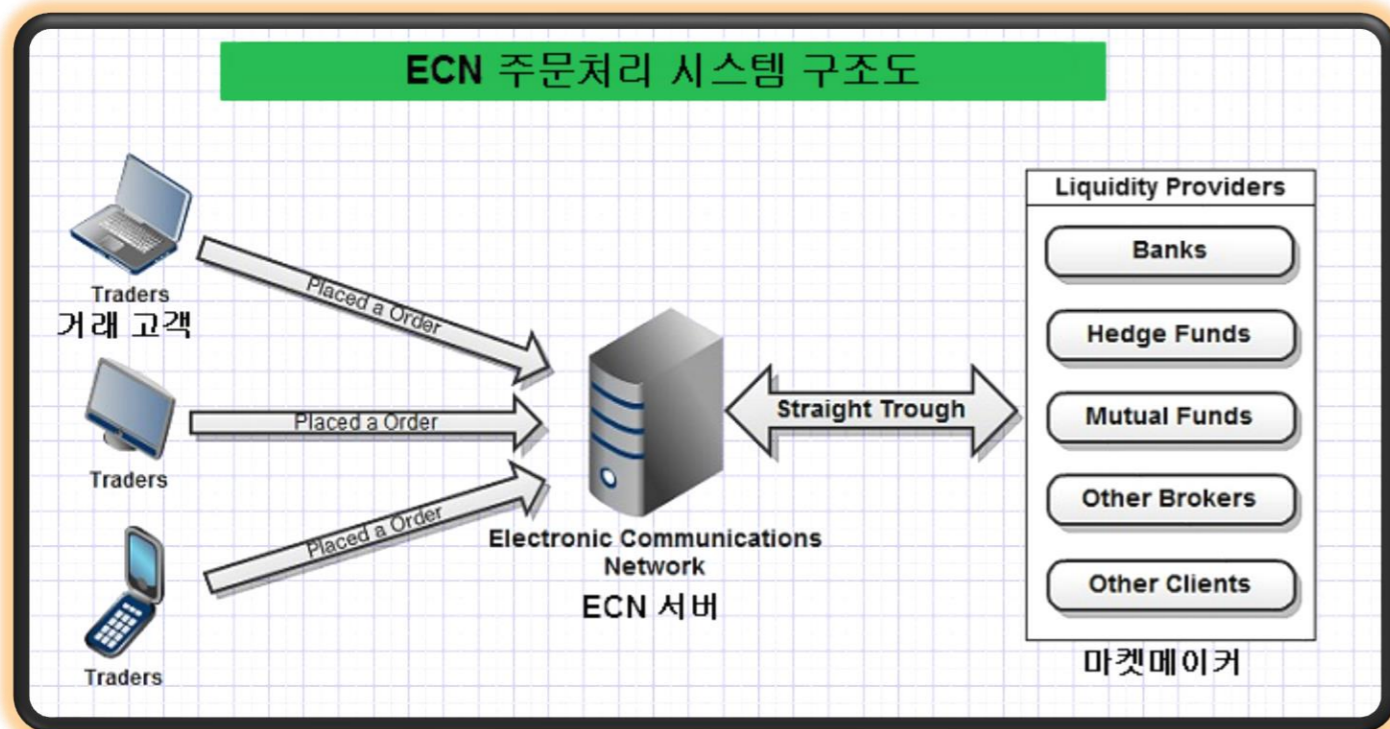 ECN 주문처리 시스템 구조도
Traders
거래 고객
Placed a Order
Traders
Placed a Order
Traders
Placed a Order
Electronic Communications
Network
ECN 서버
Straight Trough
Liquidity Providers
Banks
Hedge Funds
Mutual Funds
Other Brokers
Other Clients
마켓메이커